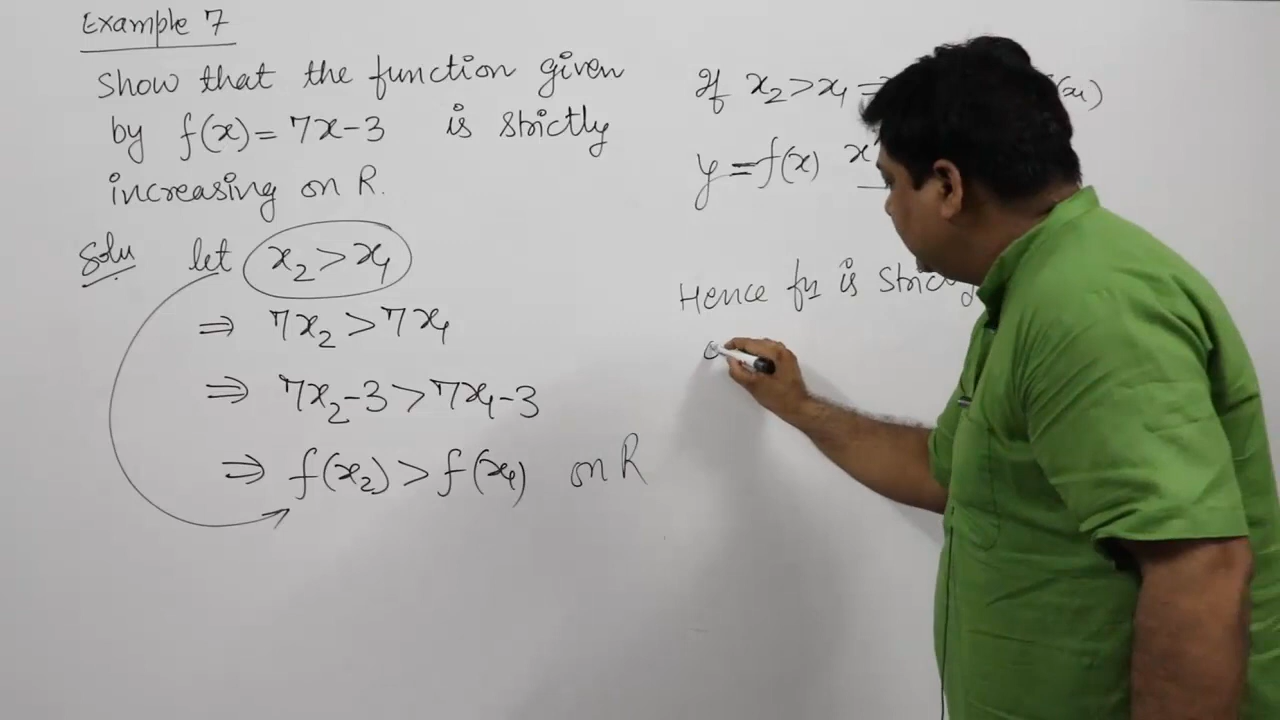 Example 7
Show that the function given
by f(x) = 7x-3 is strictly
increasing on R.
Solu let x₂ > x₁
⇒ 7x₂ > 7x₁
⇒ 7x₂-3 > 7x₁-3
⇒ f(x₂) > f(x₁) on R
If x₂ > x₁
y = f(x) x
Hence fn is